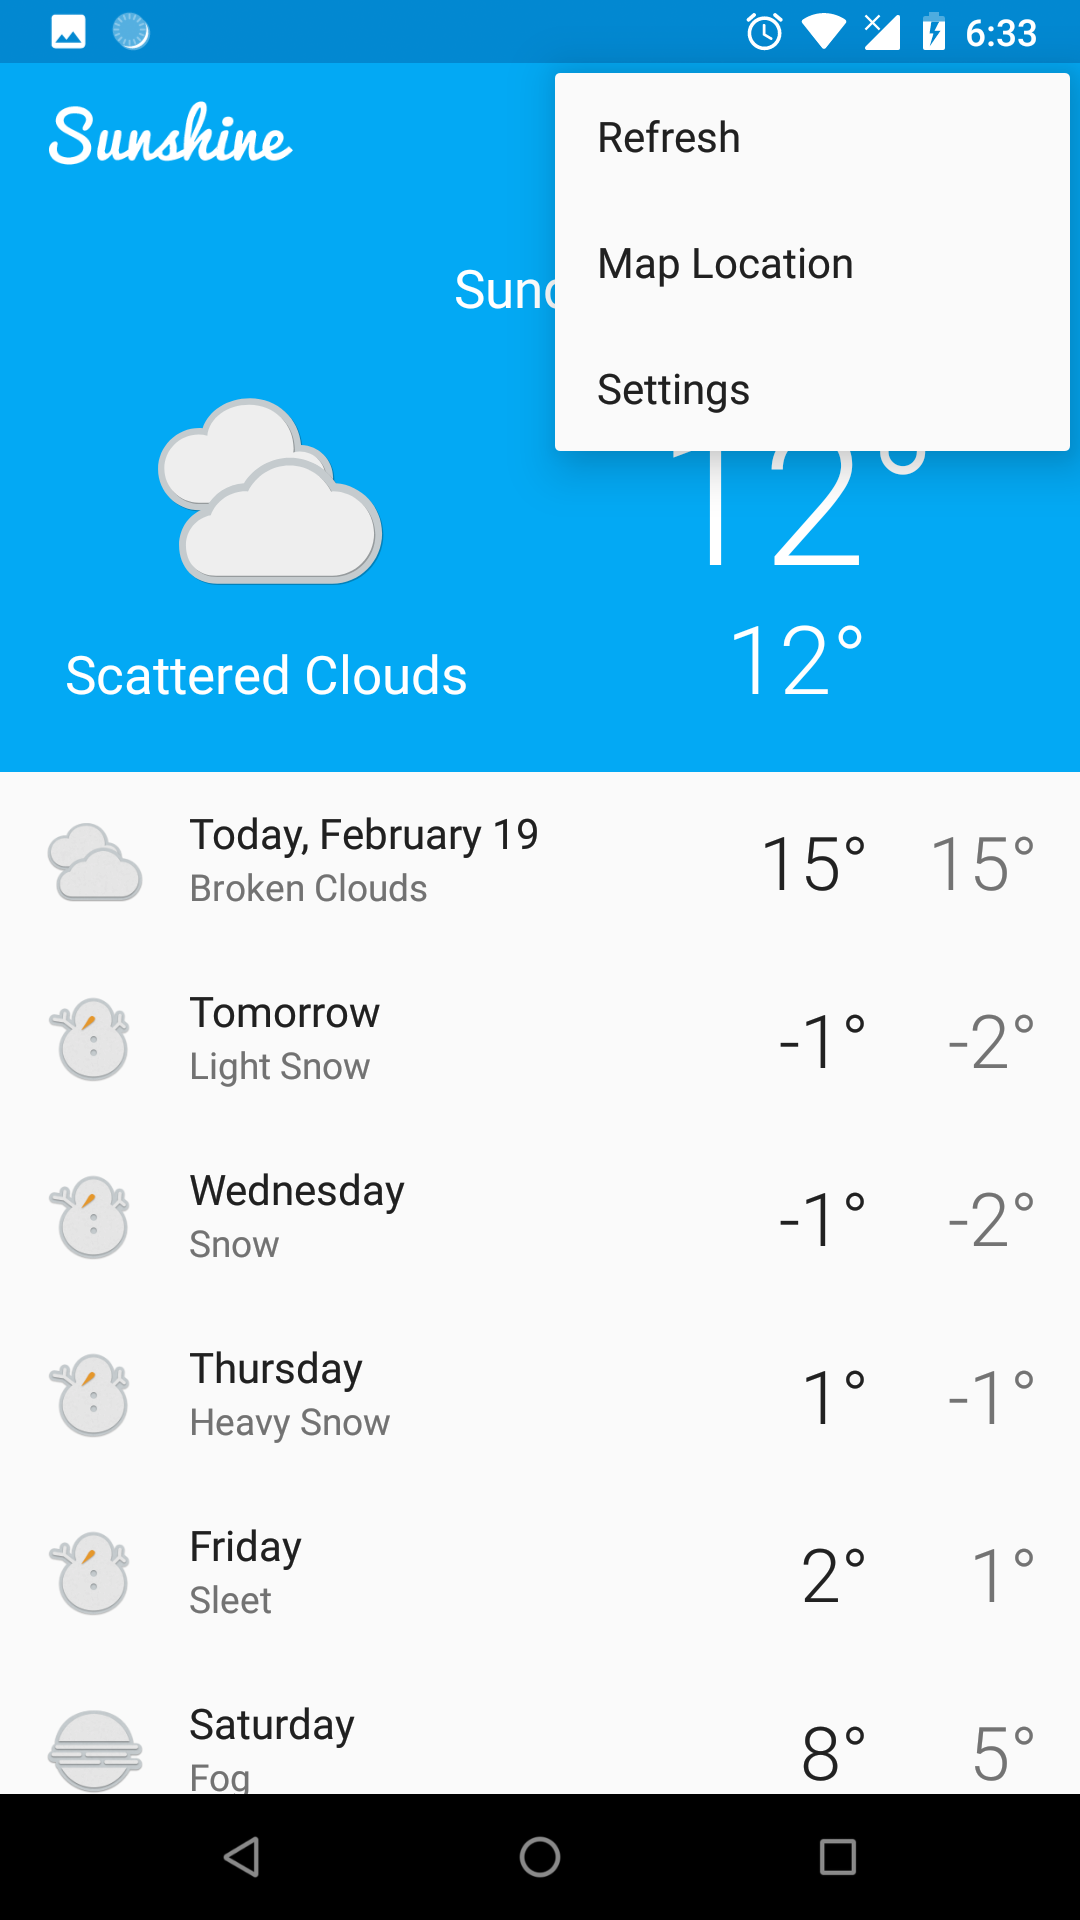 6:33
Sunshine
Refresh
Map Location
Settings
12°
12°
Scattered Clouds
Today, February 19
Broken Clouds
15° 15°
Tomorrow
Light Snow
-1° -2°
Wednesday
Snow
-1° -2°
Thursday
Heavy Snow
1° -1°
Friday
Sleet
2° 1°
Saturday
Fog
8° 5°